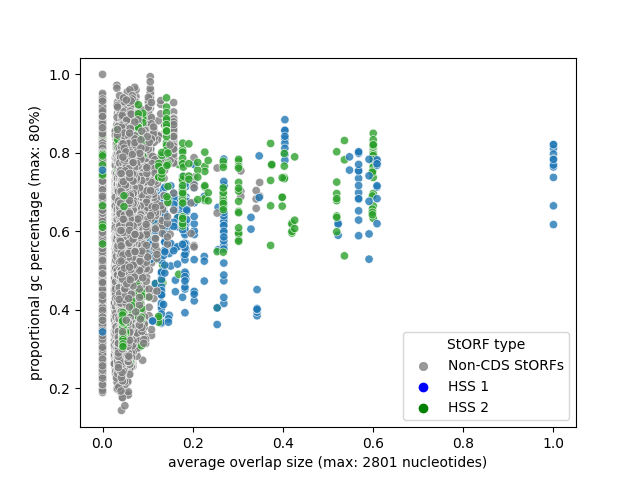 1.0
0.8
0.6
0.4
0.2
proportional gc percentage (max: 80%)
StORF type
Non-CDS StORFs
HSS 1
HSS 2
0.0 0.2 0.4 0.6 0.8 1.0
average overlap size (max: 2801 nucleotides)